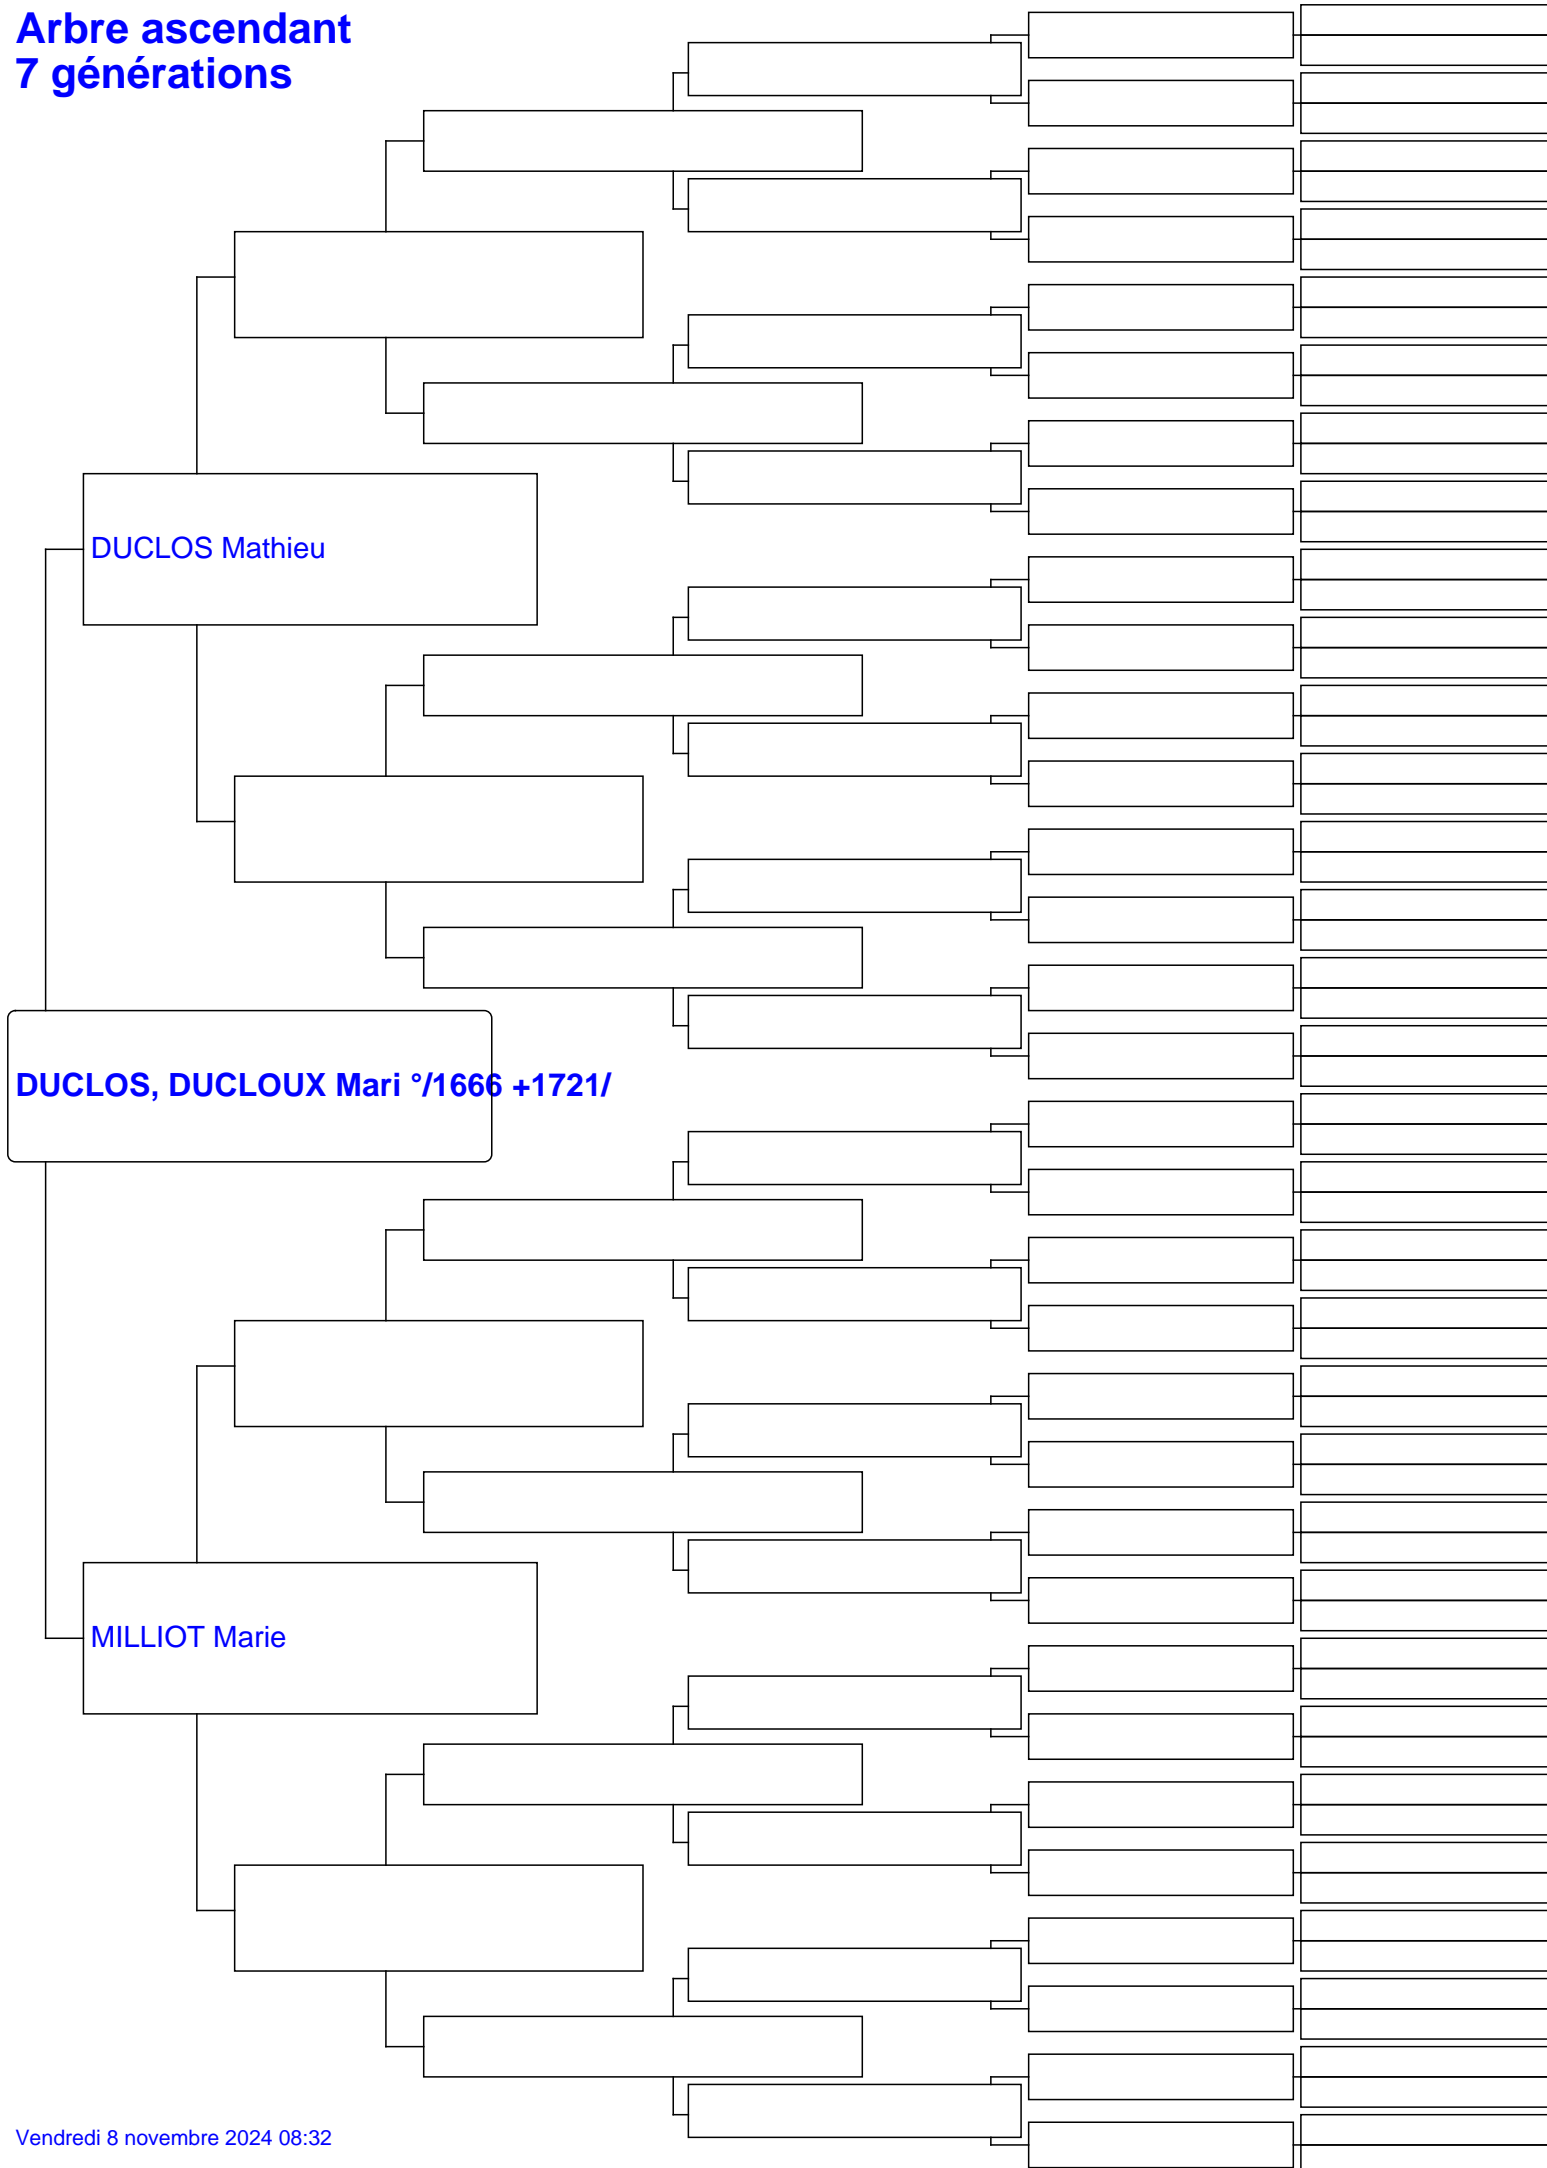 Arbre ascendant
7 générations
DUCLOS Mathieu
DUCLOS, DUCLOUX Mari °/1666 +1721/
MILLIOT Marie
Vendredi 8 novembre 2024 08:32